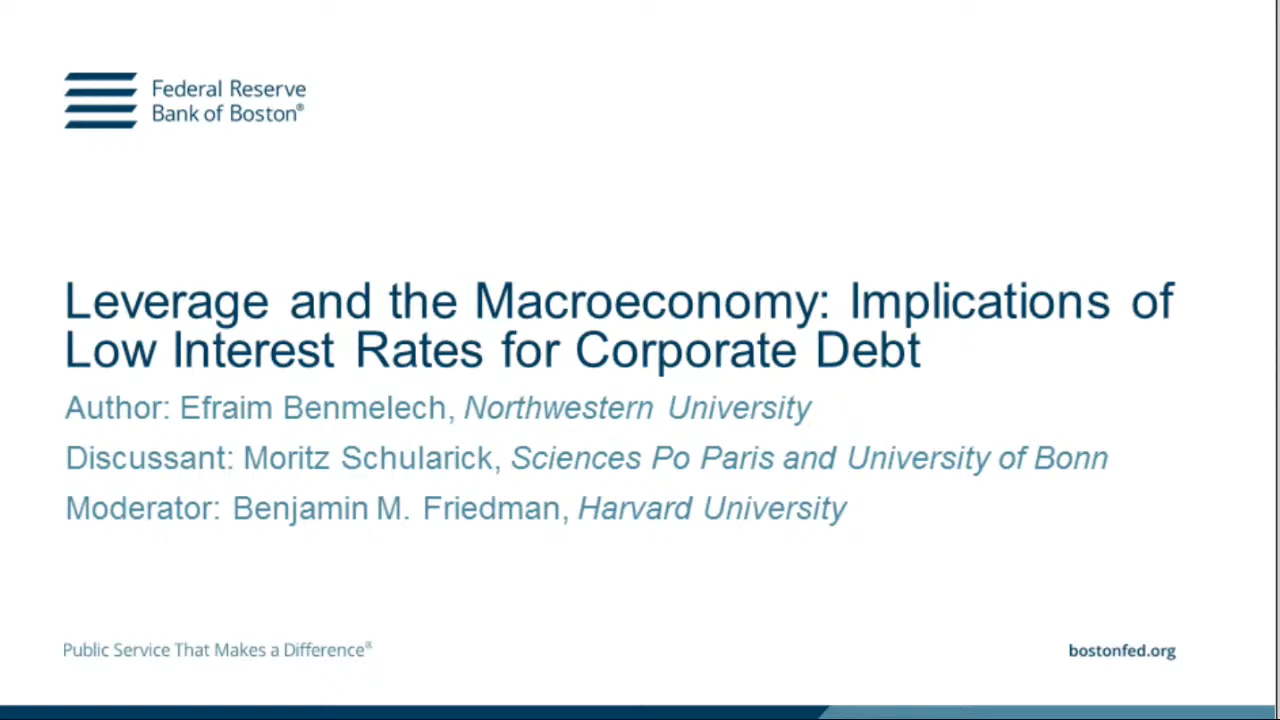 Federal Reserve
Bank of Boston®
Leverage and the Macroeconomy: Implications of
Low Interest Rates for Corporate Debt
Author: Efraim Benmelech, Northwestern University
Discussant: Moritz Schularick, Sciences Po Paris and University of Bonn
Moderator: Benjamin M. Friedman, Harvard University
Public Service That Makes a Difference®
bostonfed.org